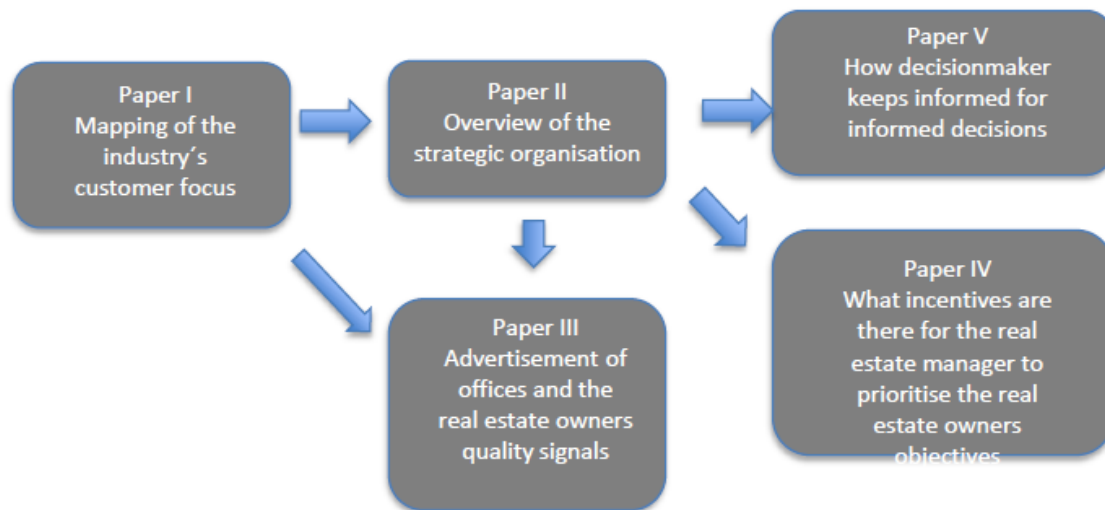 Paper I
Mapping of the
industry´s
customer focus
Paper II
Overview of the
strategic organisation
Paper III
Advertisement of
offices and the
real estate owners
quality signals
Paper V
How decisionmaker
keeps informed for
informed decisions
Paper IV
What incentives are
there for the real
estate manager to
prioritise the real
estate owners
objectives